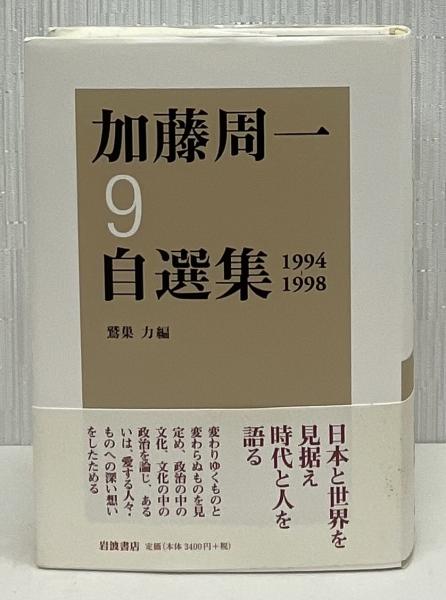 加藤周一
9
自選集
1994
1998
鷲巣 力編
日本と世界を
見据え
時代と人を
語る
変わりゆくものと
変わらぬものを見
定め、政治の中の
文化、文化の中の
政治を論じ、ある
いは、愛する人々・
ものへの深い想い
をしたためる
岩波書店 定価(本体 3400円+税)